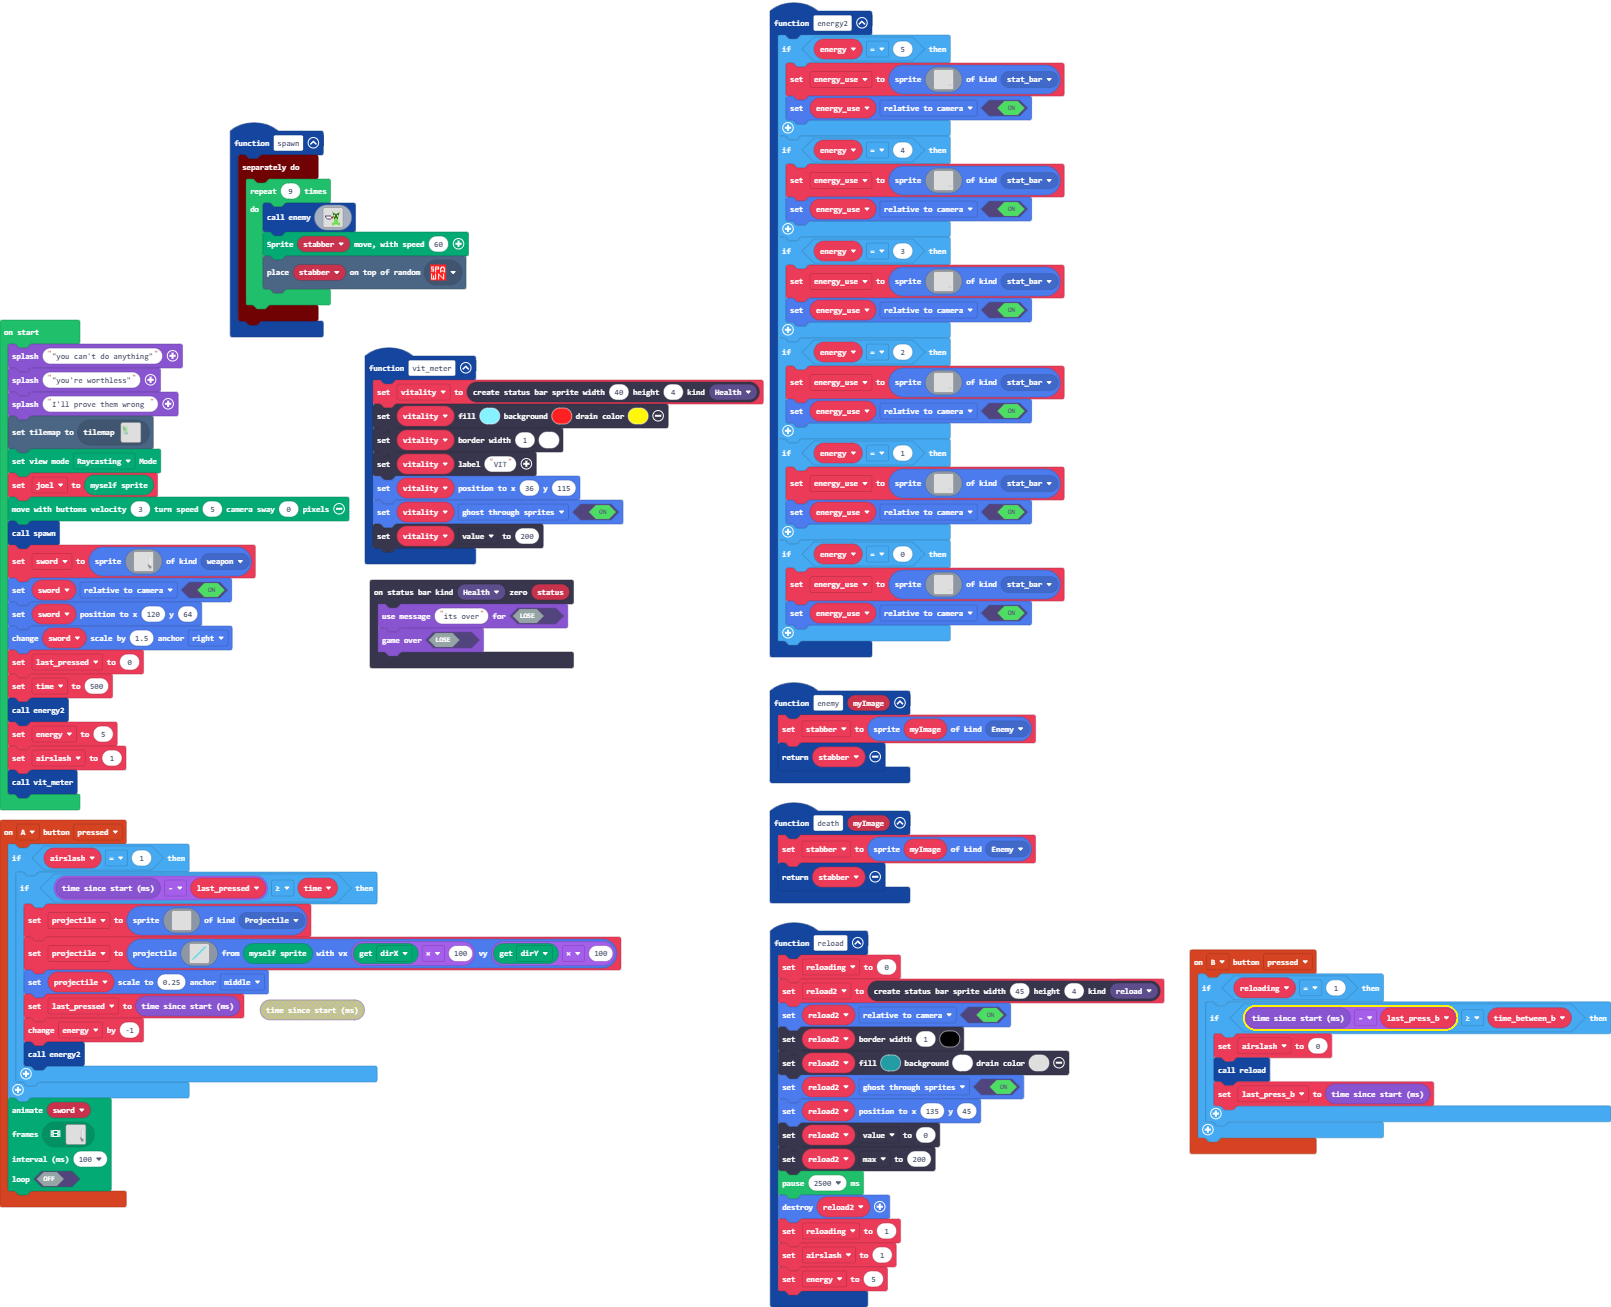 function spawn
separately do
repeat 9 times
do
call enemy
Sprite stabber move, with speed 60
place stabber on top of random SPAWN
on start
splash "you can't do anything"
splash "you're worthless"
splash "I'll prove them wrong "
set tilemap to tilemap
set view mode Raycasting Mode
set joel to myself sprite
move with buttons velocity 3 turn speed 5 camera sway 0 pixels
call spawn
set sword to sprite of kind weapon
set sword relative to camera ON
set sword position to x 120 y 64
change sword scale by 1.5 anchor right
set last_pressed to 0
set time to 500
call energy2
set energy to 5
set airslash to 1
call vit_meter
on A button pressed
if airslash = 1 then
if time since start (ms) - last_pressed ≥ time then
set projectile to sprite of kind Projectile
set projectile to projectile from myself sprite with vx get dirX × 100 vy get dirY × 100
set projectile scale to 0.25 anchor middle
set last_pressed to time since start (ms)
time since start (ms)
change energy by -1
call energy2
animate sword
frames
interval (ms) 100
loop OFF
function vit_meter
set vitality to create status bar sprite width 40 height 4 kind Health
set vitality fill background drain color
set vitality border width 1
set vitality label "VIT"
set vitality position to x 36 y 115
set vitality ghost through sprites ON
set vitality value to 200
on status bar kind Health zero status
use message "its over" for LOSE
game over LOSE
function energy2
if energy = 5 then
set energy_use to sprite of kind stat_bar
set energy_use relative to camera ON
if energy = 4 then
set energy_use to sprite of kind stat_bar
set energy_use relative to camera ON
if energy = 3 then
set energy_use to sprite of kind stat_bar
set energy_use relative to camera ON
if energy = 2 then
set energy_use to sprite of kind stat_bar
set energy_use relative to camera ON
if energy = 1 then
set energy_use to sprite of kind stat_bar
set energy_use relative to camera ON
if energy = 0 then
set energy_use to sprite of kind stat_bar
set energy_use relative to camera ON
function enemy myImage
set stabber to sprite myImage of kind Enemy
return stabber
function death myImage
set stabber to sprite myImage of kind Enemy
return stabber
function reload
set reloading to 0
set reload2 to create status bar sprite width 45 height 4 kind reload
set reload2 relative to camera ON
set reload2 border width 1
set reload2 fill background drain color
set reload2 ghost through sprites ON
set reload2 position to x 135 y 45
set reload2 value to 0
set reload2 max to 200
pause 2500 ms
destroy reload2
set reloading to 1
set airslash to 1
set energy to 5
on B button pressed
if reloading = 1 then
if time since start (ms) - last_press_b ≥ time_between_b then
set airslash to 0
call reload
set last_press_b to time since start (ms)